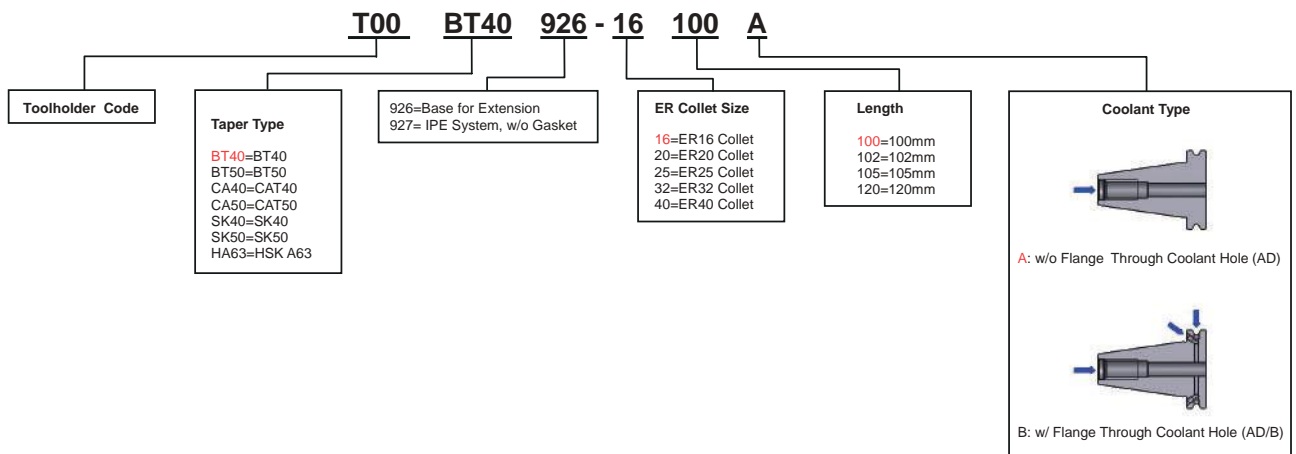 T00 BT40 926 - 16 100 A
Toolholder Code
Taper Type
BT40=BT40
BT50=BT50
CA40=CAT40
CA50=CAT50
SK40=SK40
SK50=SK50
HA63=HSK A63
926=Base for Extension
927= IPE System, w/o Gasket
ER Collet Size
16=ER16 Collet
20=ER20 Collet
25=ER25 Collet
32=ER32 Collet
40=ER40 Collet
Length
100=100mm
102=102mm
105=105mm
120=120mm
Coolant Type
A: w/o Flange Through Coolant Hole (AD)
B: w/ Flange Through Coolant Hole (AD/B)